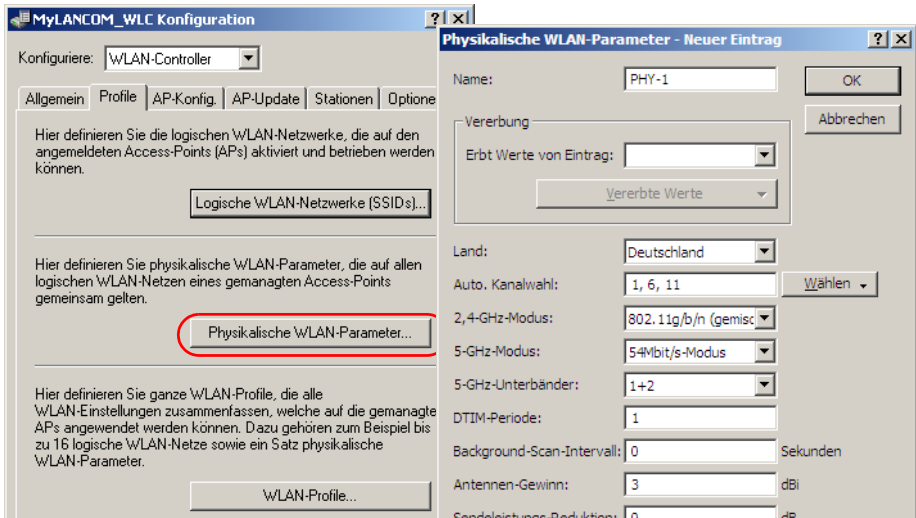 MyLANCOM_WLC Konfiguration
Konfiguriere: WLAN-Controller
Allgemein Profile AP-Konfig. AP-Update Stationen Optione
Hier definieren Sie die logischen WLAN-Netzwerke, die auf den
angemeldeten Access-Points (APs) aktiviert und betrieben werden
können.
Logische WLAN-Netzwerke (SSIDs)...
Hier definieren Sie physikalische WLAN-Parameter, die auf allen
logischen WLAN-Netzen eines gemanagten Access-Points
gemeinsam gelten.
Physikalische WLAN-Parameter...
Hier definieren Sie ganze WLAN-Profile, die alle
WLAN-Einstellungen zusammenfassen, welche auf die gemanagte
APs angewendet werden können. Dazu gehören zum Beispiel bis
zu 16 logische WLAN-Netze sowie ein Satz physikalische
WLAN-Parameter.
WLAN-Profile...
Physikalische WLAN-Parameter - Neuer Eintrag
Name: PHY-1
OK
Abbrechen
Vererbung
Erbt Werte von Eintrag:
Vererbte Werte
Land: Deutschland
Auto. Kanalwahl: 1, 6, 11 Wählen
2,4-GHz-Modus: 802.11g/b/n (gemisc
5-GHz-Modus: 54Mbit/s-Modus
5-GHz-Unterbänder: 1+2
DTIM-Periode: 1
Background-Scan-Intervall: 0 Sekunden
Antennen-Gewinn: 3 dBi
Sendeleistungs-Reduktion: 0 dB